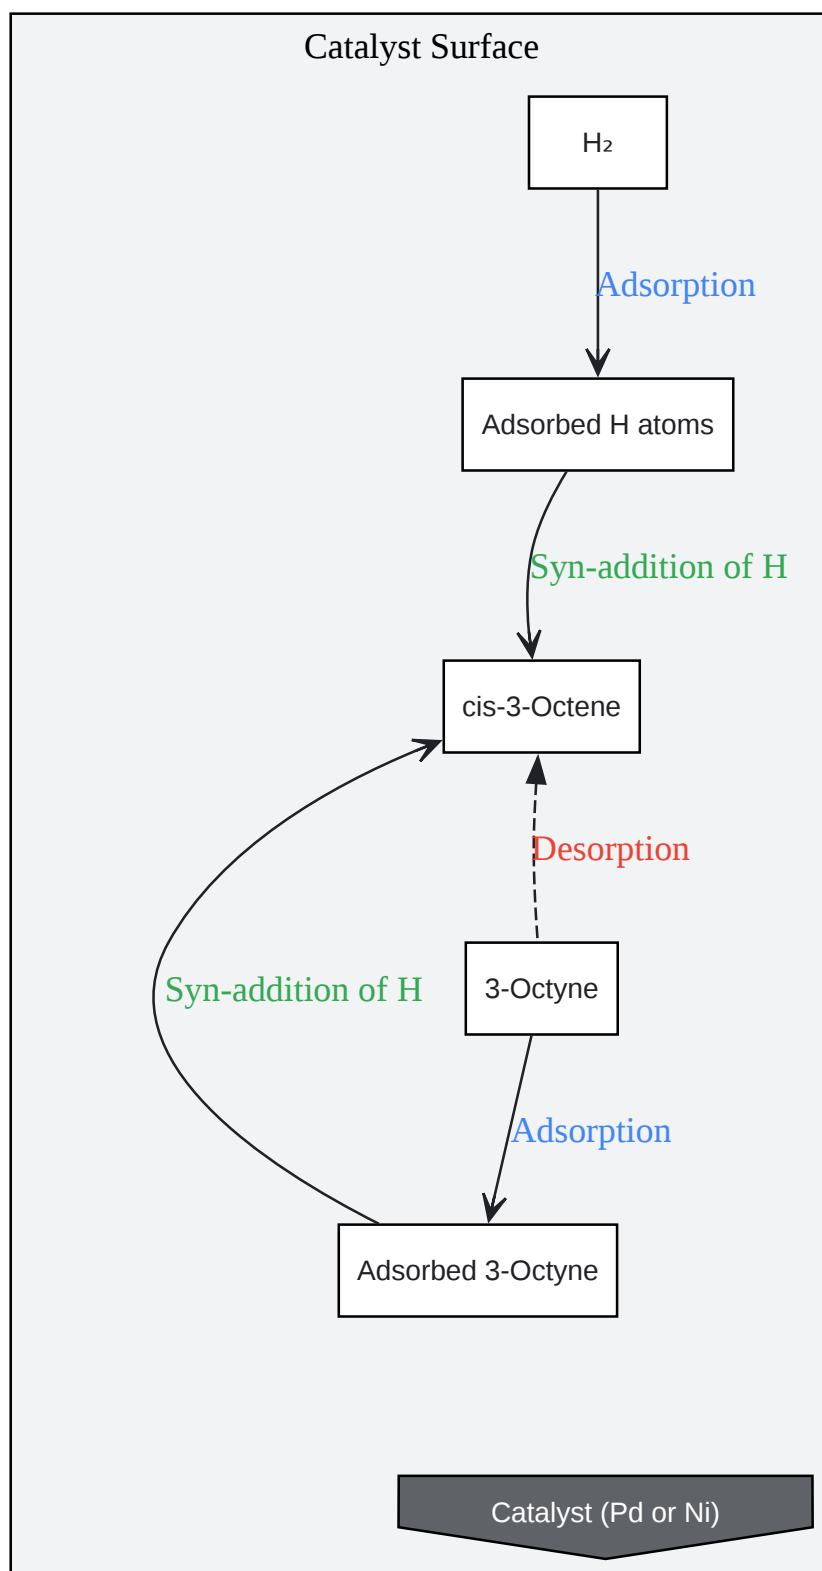 Catalyst Surface
H₂
Adsorption
Adsorbed H atoms
Syn-addition of H
cis-3-Octene
Desorption
Syn-addition of H
3-Octyne
Adsorption
Adsorbed 3-Octyne
Catalyst (Pd or Ni)